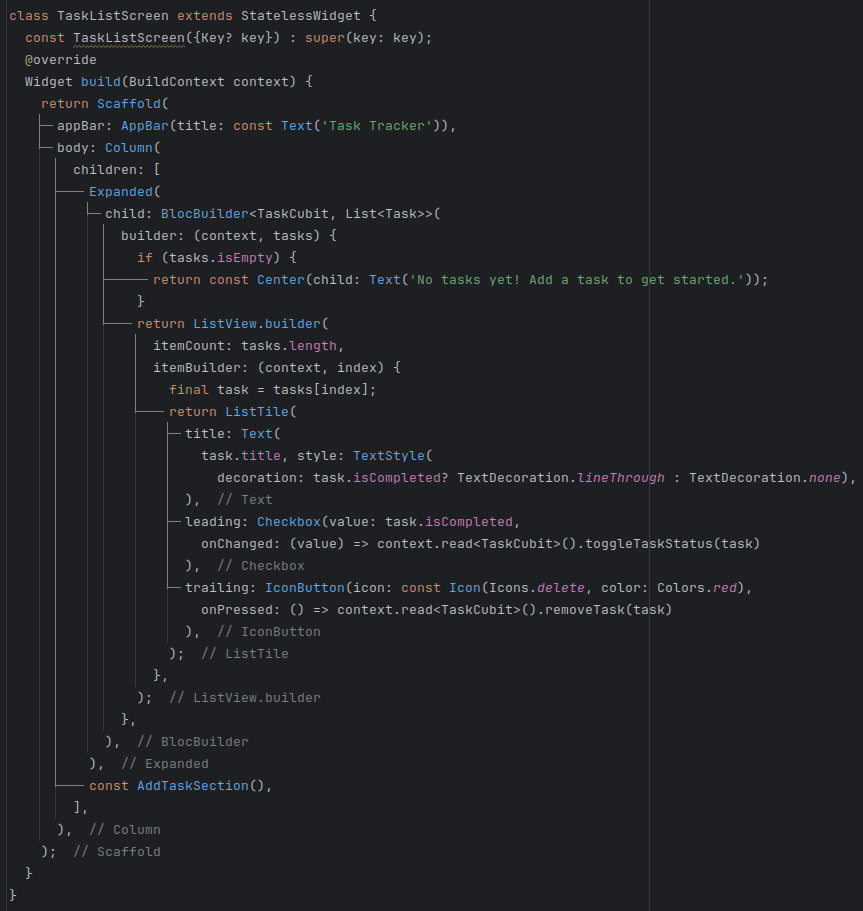 class TaskListScreen extends StatelessWidget {
  const TaskListScreen({Key? key}) : super(key: key);
  @override
  Widget build(BuildContext context) {
    return Scaffold(
      appBar: AppBar(title: const Text('Task Tracker')),
      body: Column(
        children: [
          Expanded(
            child: BlocBuilder<TaskCubit, List<Task>>(
              builder: (context, tasks) {
                if (tasks.isEmpty) {
                  return const Center(child: Text('No tasks yet! Add a task to get started.'));
                }
                return ListView.builder(
                  itemCount: tasks.length,
                  itemBuilder: (context, index) {
                    final task = tasks[index];
                    return ListTile(
                      title: Text(
                        task.title, style: TextStyle(
                          decoration: task.isCompleted? TextDecoration.lineThrough : TextDecoration.none),
                      ),  // Text
                      leading: Checkbox(value: task.isCompleted,
                        onChanged: (value) => context.read<TaskCubit>().toggleTaskStatus(task)
                      ),  // Checkbox
                      trailing: IconButton(icon: const Icon(Icons.delete, color: Colors.red),
                        onPressed: () => context.read<TaskCubit>().removeTask(task)
                      ),  // IconButton
                    );  // ListTile
                  },
                );  // ListView.builder
              },
            ),  // BlocBuilder
          ),  // Expanded
          const AddTaskSection(),
        ],
      ),  // Column
    );  // Scaffold
  }
}